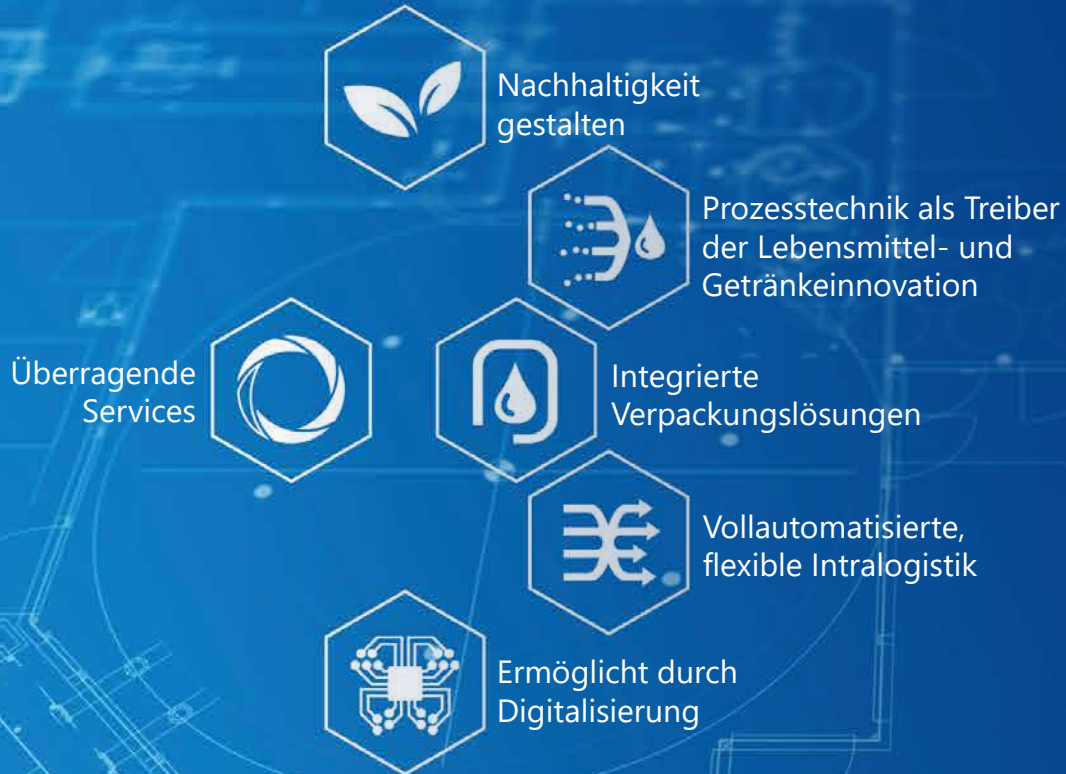 Nachhaltigkeit
gestalten
Prozesstechnik als Treiber
der Lebensmittel- und
Getränkeinnovation
Überragende
Services
Integrierte
Verpackungslösungen
Vollautomatisierte,
flexible Intralogistik
Ermöglicht durch
Digitalisierung